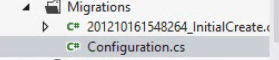 Migrations
C# 201210161548264_InitialCreate.c
C# Configuration.cs